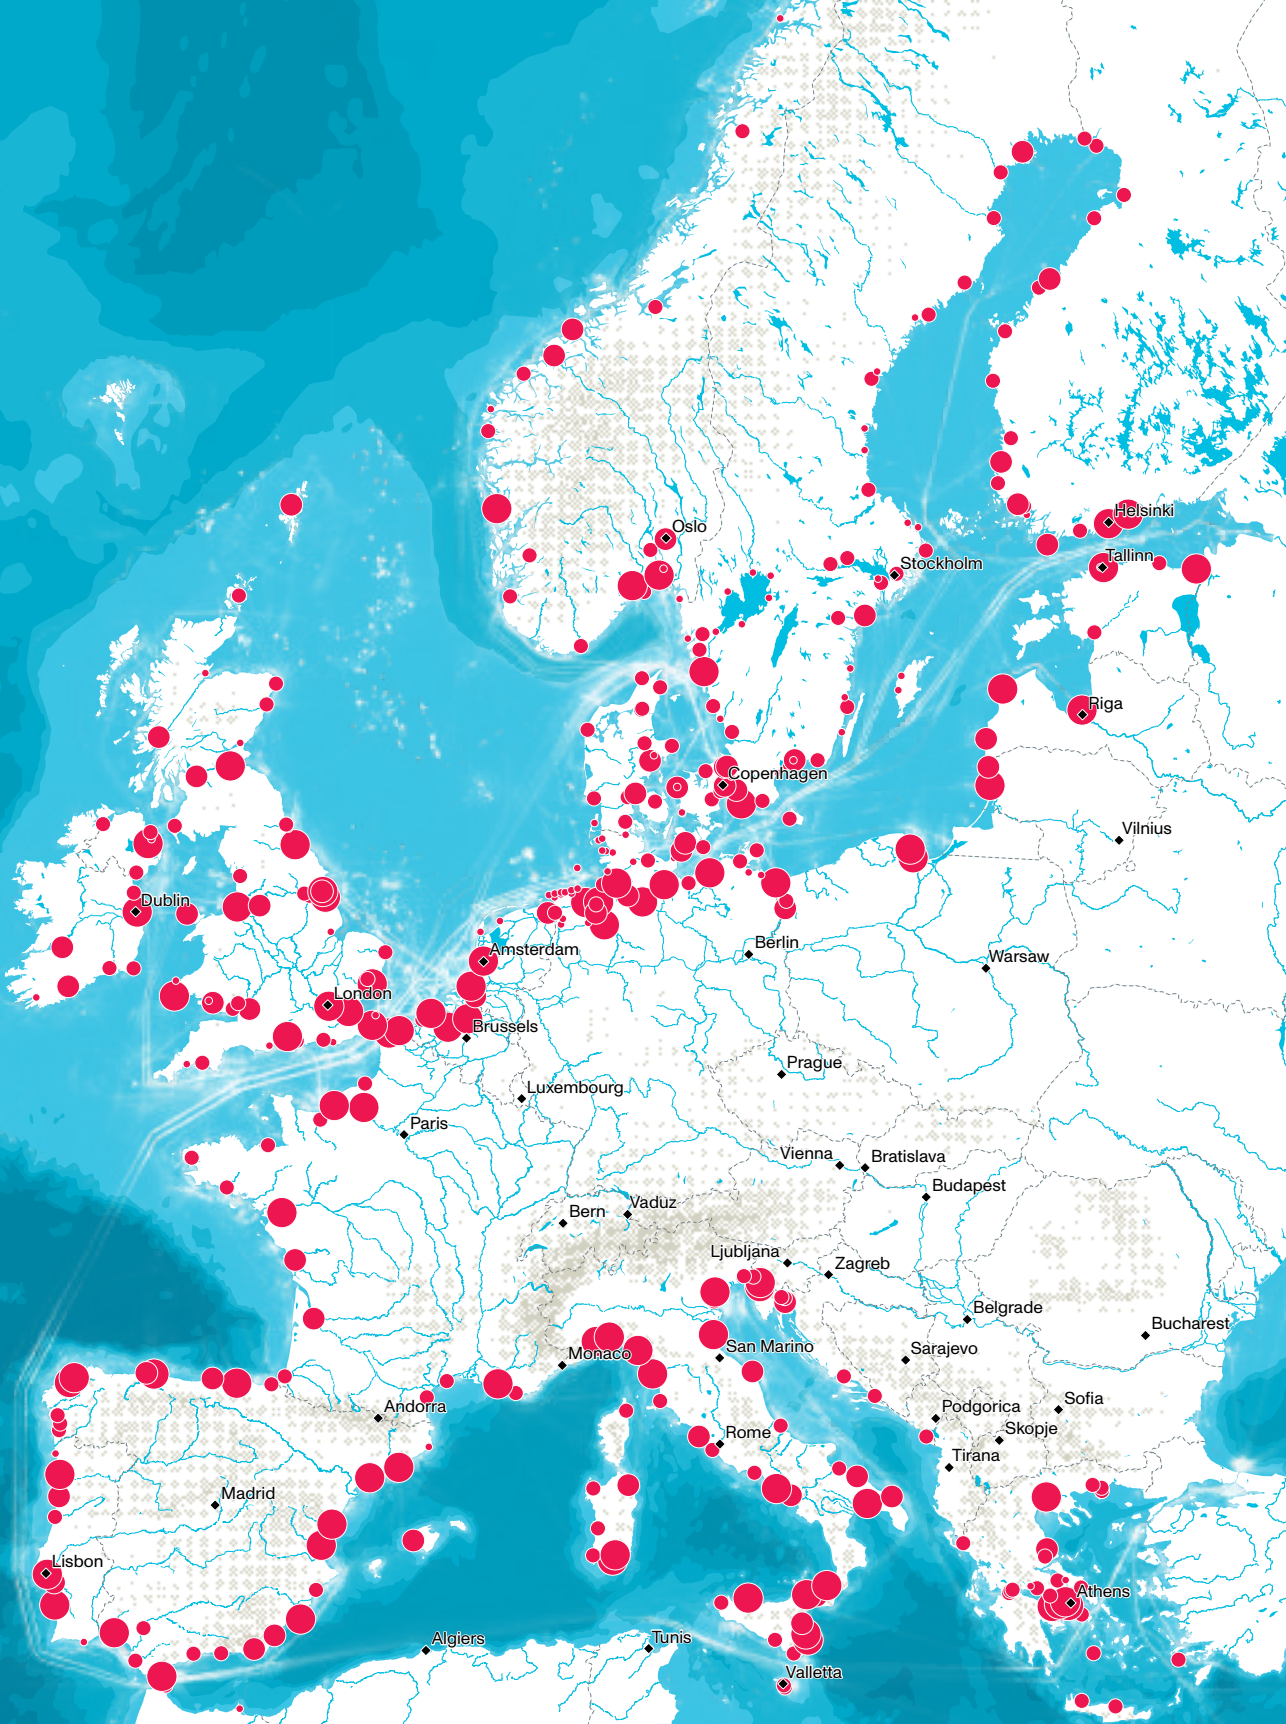 Oslo
Helsinki
Stockholm
Tallinn
Riga
Copenhagen
Vilnius
Dublin
Amsterdam
Berlin
Warsaw
London
Brussels
Prague
Luxembourg
Paris
Vienna
Bratislava
Budapest
Vaduz
Bern
Ljubljana
Zagreb
Belgrade
Bucharest
Monaco
San Marino
Sarajevo
Andorra
Podgorica
Sofia
Skopje
Rome
Tirana
Madrid
Lisbon
Athens
Algiers
Tunis
Valletta